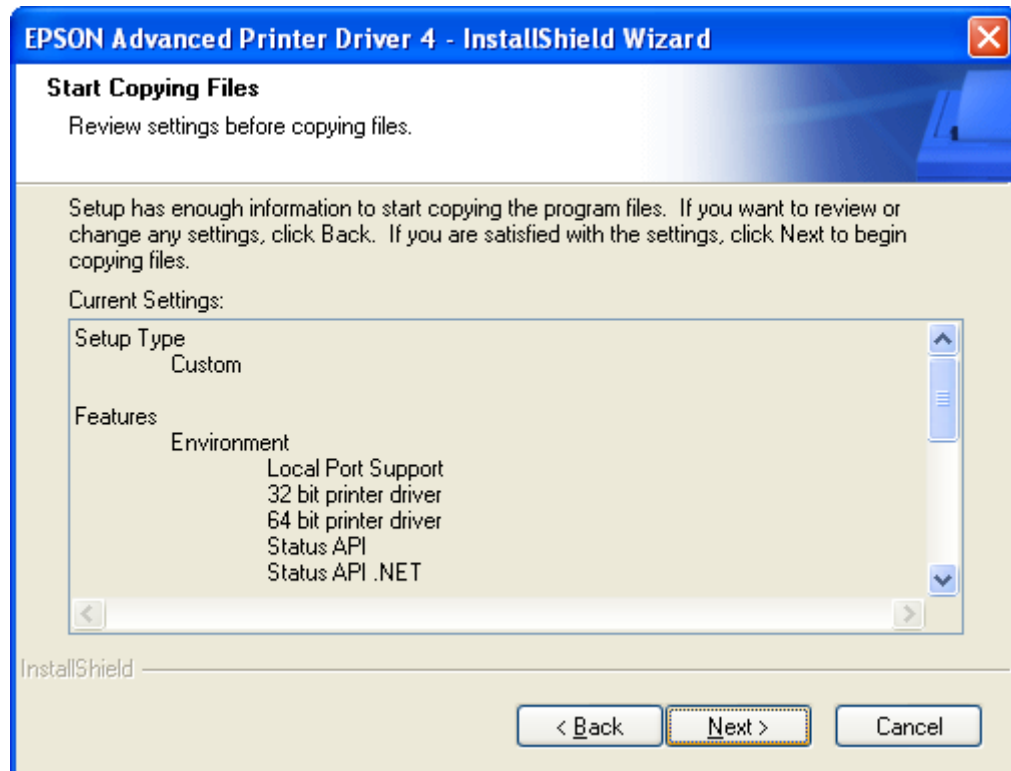 EPSON Advanced Printer Driver 4 - InstallShield Wizard
Start Copying Files
Review settings before copying files.
Setup has enough information to start copying the program files. If you want to review or
change any settings, click Back. If you are satisfied with the settings, click Next to begin
copying files.
Current Settings:
Setup Type
Custom
Features
Environment
Local Port Support
32 bit printer driver
64 bit printer driver
Status API
Status API .NET
InstallShield
< Back
Next >
Cancel